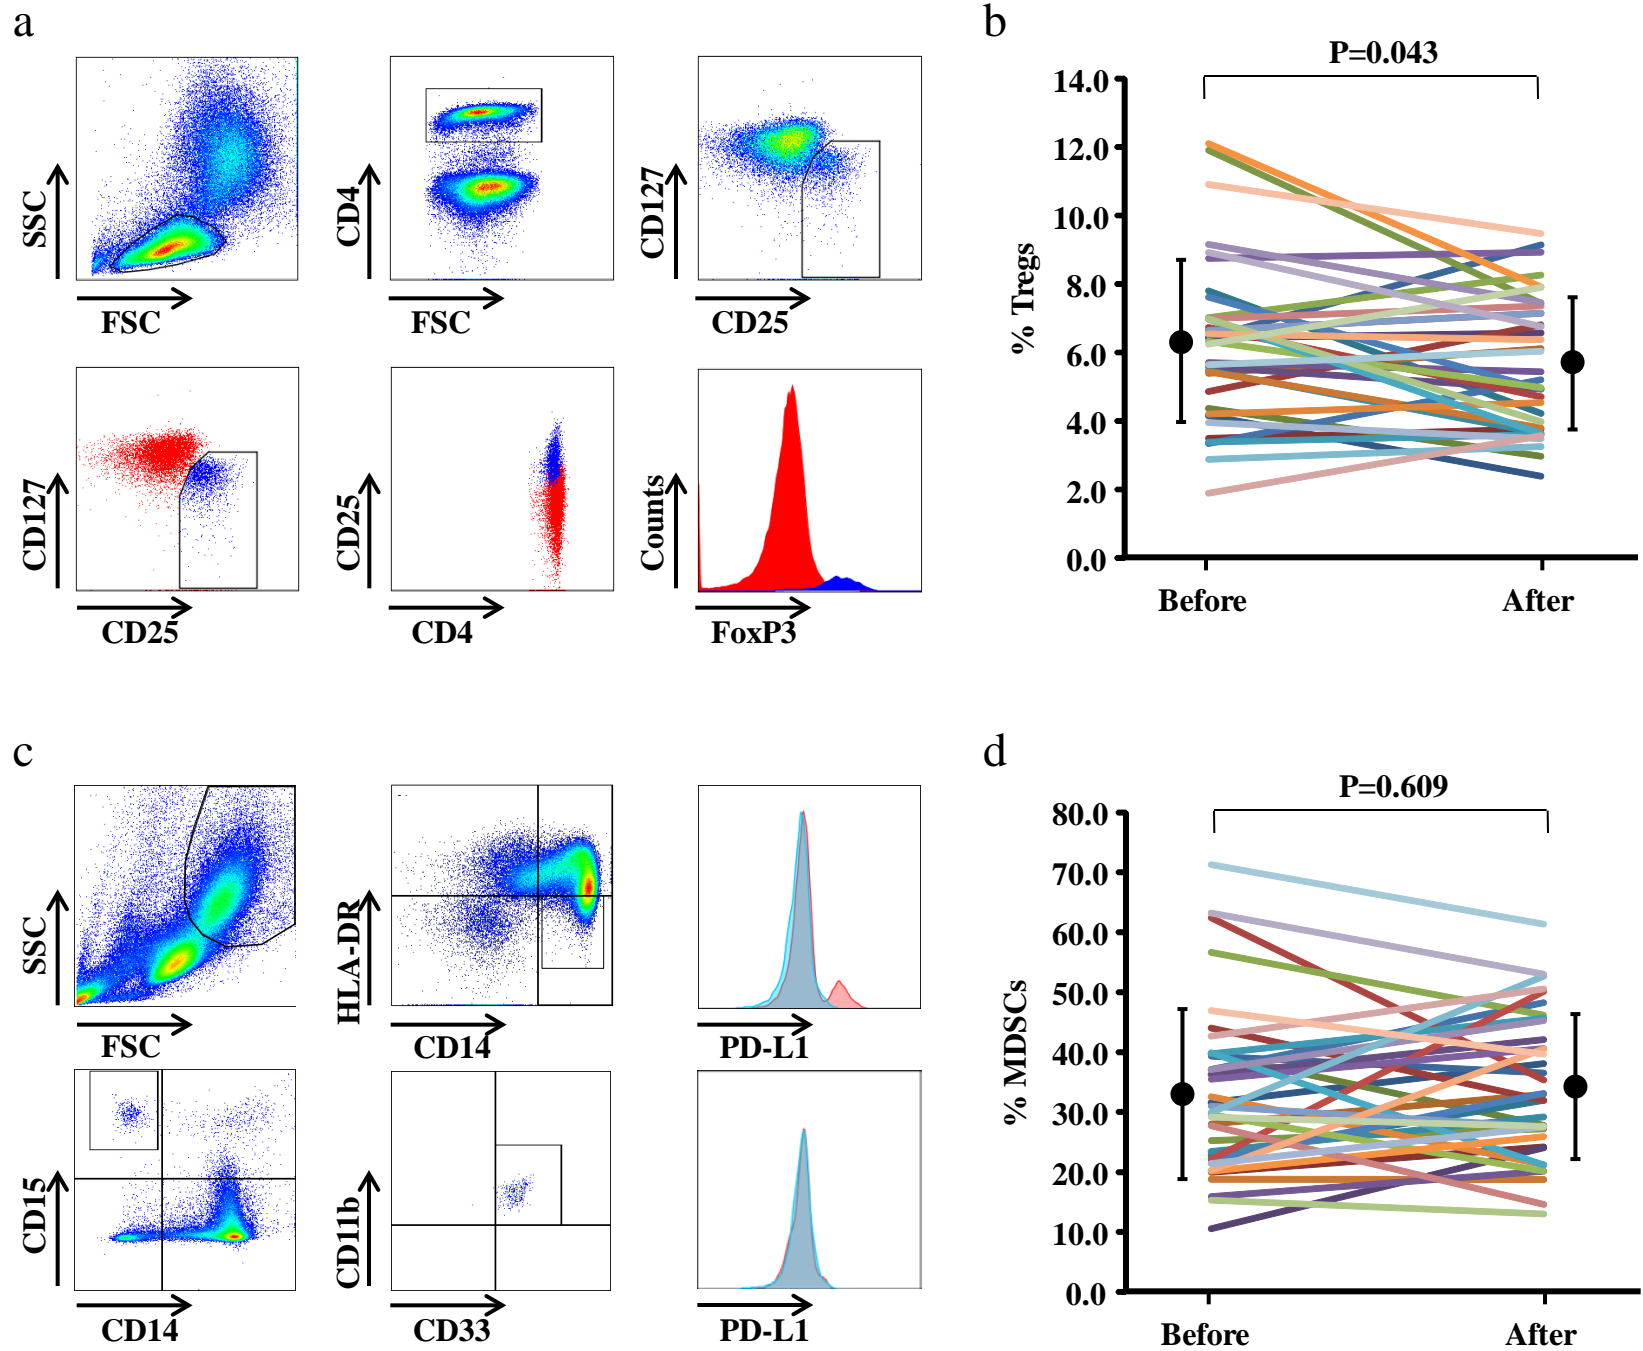 a
SSC
FSC
CD4
FSC
CD127
CD25
CD127
CD25
CD25
CD4
Counts
FoxP3
b
P=0.043
14.0
12.0
10.0
8.0
6.0
4.0
2.0
0.0
% Tregs
Before
After
c
SSC
FSC
HLA-DR
CD14
PD-L1
CD15
CD14
CD11b
CD33
PD-L1
d
P=0.609
80.0
70.0
60.0
50.0
40.0
30.0
20.0
10.0
0.0
% MDSCs
Before
After